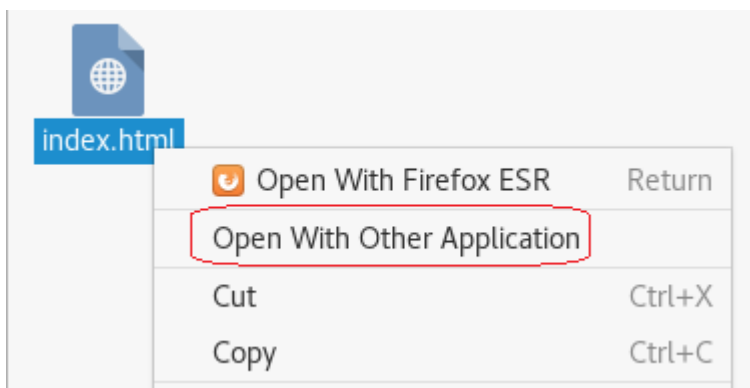 index.html
Open With Firefox ESR Return
Open With Other Application
Cut Ctrl+X
Copy Ctrl+C